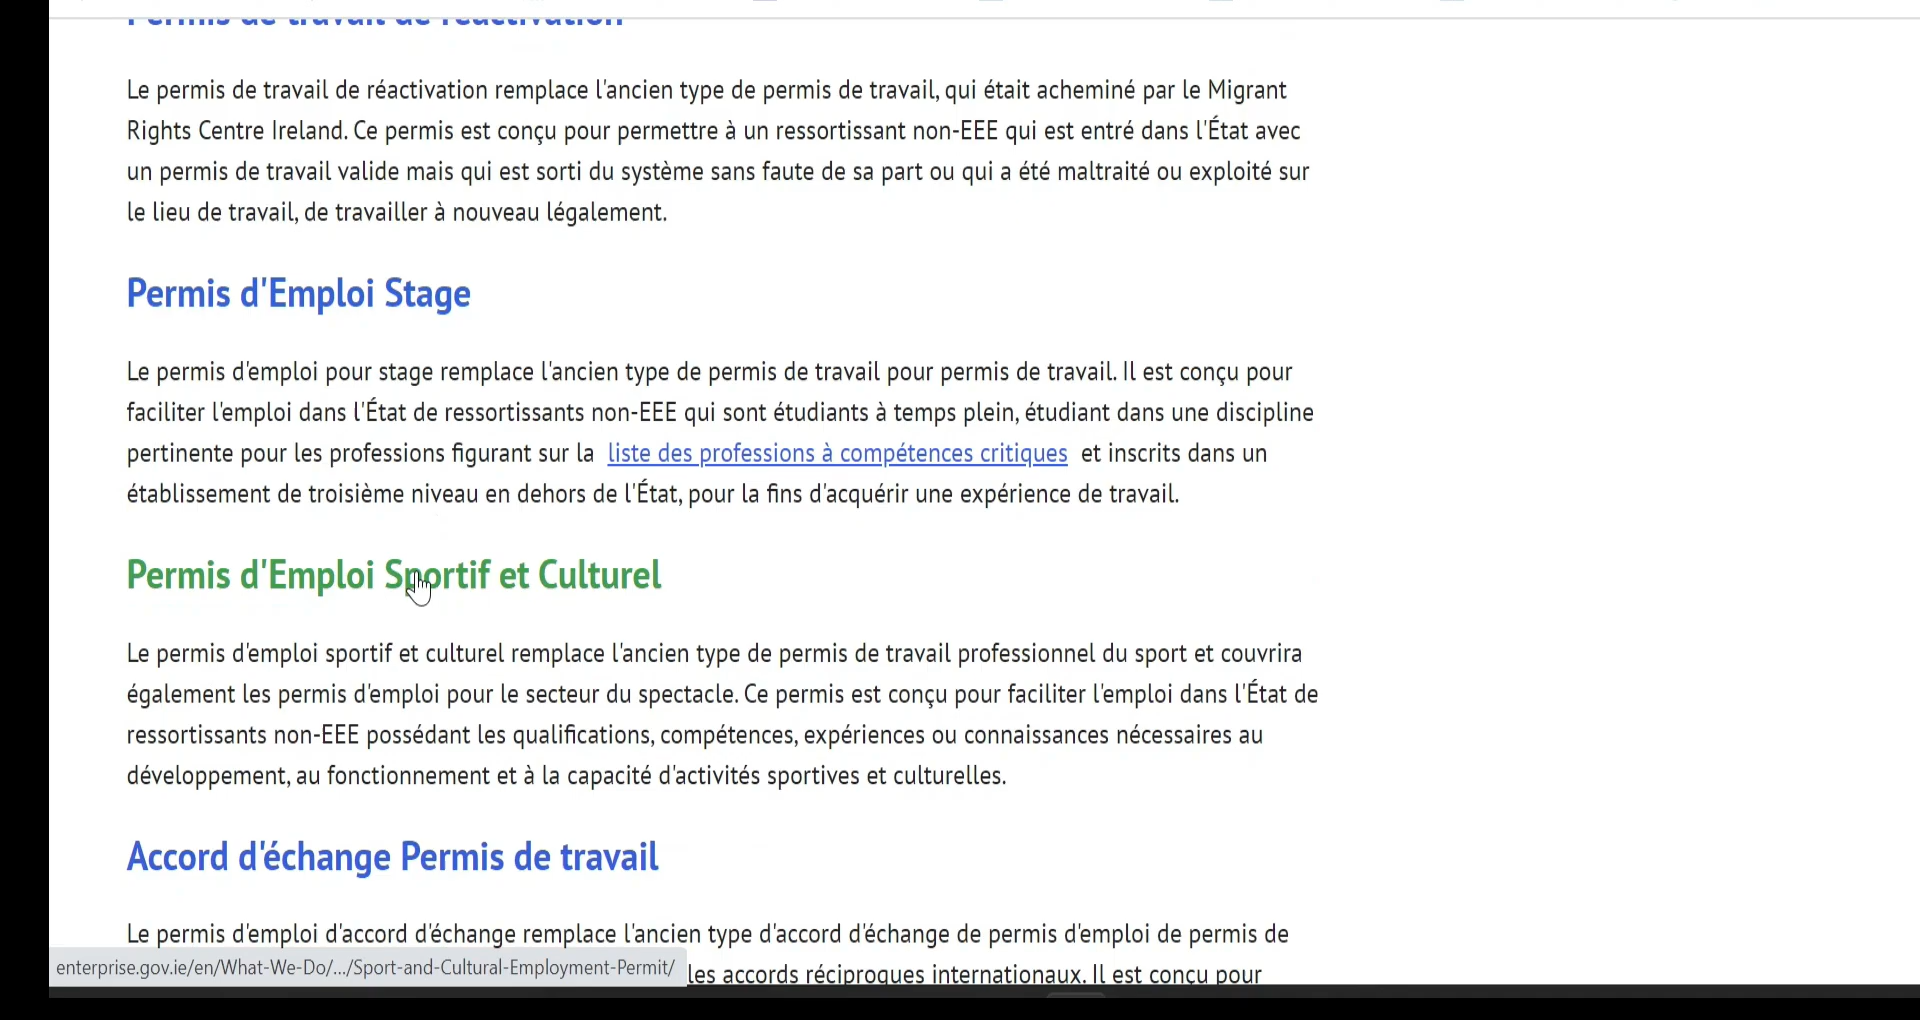 Permis de travail de réactivation
Le permis de travail de réactivation remplace l'ancien type de permis de travail, qui était acheminé par le Migrant
Rights Centre Ireland. Ce permis est conçu pour permettre à un ressortissant non-EEE qui est entré dans l'État avec
un permis de travail valide mais qui est sorti du système sans faute de sa part ou qui a été maltraité ou exploité sur
le lieu de travail, de travailler à nouveau légalement.
Permis d'Emploi Stage
Le permis d'emploi pour stage remplace l'ancien type de permis de travail pour permis de travail. Il est conçu pour
faciliter l'emploi dans l'État de ressortissants non-EEE qui sont étudiants à temps plein, étudiant dans une discipline
pertinente pour les professions figurant sur la liste des professions à compétences critiques et inscrits dans un
établissement de troisième niveau en dehors de l'État, pour la fins d'acquérir une expérience de travail.
Permis d'Emploi Sportif et Culturel
Le permis d'emploi sportif et culturel remplace l'ancien type de permis de travail professionnel du sport et couvrira
également les permis d'emploi pour le secteur du spectacle. Ce permis est conçu pour faciliter l'emploi dans l'État de
ressortissants non-EEE possédant les qualifications, compétences, expériences ou connaissances nécessaires au
développement, au fonctionnement et à la capacité d'activités sportives et culturelles.
Accord d'échange Permis de travail
Le permis d'emploi d'accord d'échange remplace l'ancien type d'accord d'échange de permis d'emploi de permis de
les accords réciproques internationaux. Il est conçu pour
enterprise.gov.ie/en/What-We-Do/.../Sport-and-Cultural-Employment-Permit/